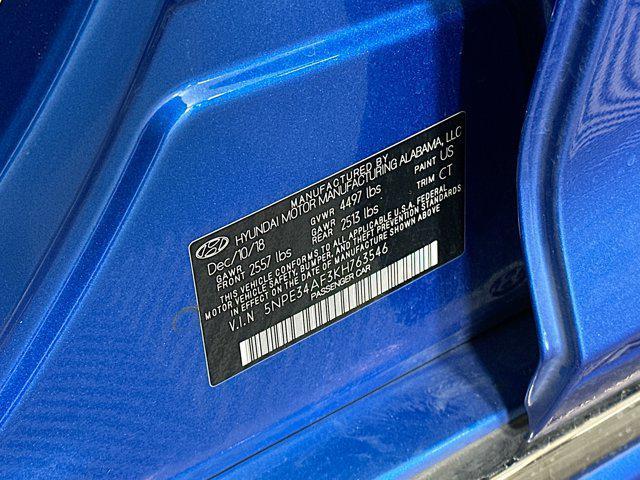 MANUFACTURED BY
HYUNDAI MOTOR MANUFACTURING ALABAMA, LLC
Dec/10/18 GVWR 4497 lbs PAINT US
GAWR FRONT 2557 lbs GAWR REAR 2513 lbs TRIM CT
THIS VEHICLE CONFORMS TO ALL APPLICABLE U.S.A. FEDERAL
MOTOR VEHICLE SAFETY, BUMPER, AND THEFT PREVENTION STANDARDS
IN EFFECT ON THE DATE OF MANUFACTURE SHOWN ABOVE
V.I.N 5NPE34AF3KH763546
PASSENGER CAR